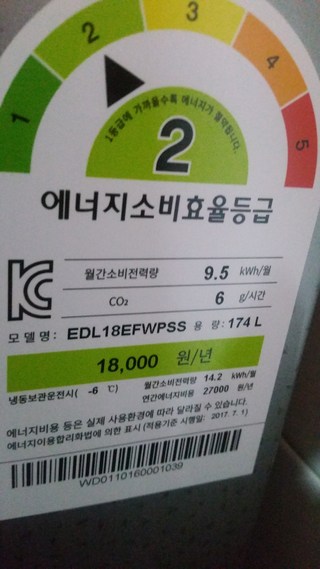 1 2 3 4 5
1등급에 가까울수록 에너지가 절약됩니다.
2
에너지소비효율등급
월간소비전력량 9.5 kWh/월
CO₂ 6 g/시간
모 델 명 : EDL18EFWPSS 용 량 : 174 L
18,000 원/년
냉동보관운전시( -6 ℃) 월간소비전력량 14.2 kWh/월
연간에너지비용 27000 원/년
에너지비용 등은 실제 사용환경에 따라 달라질 수 있습니다.
에너지이용합리화법에 의한 표시 (적용기준 시행일: 2017. 7. 1)
WD0110160001039